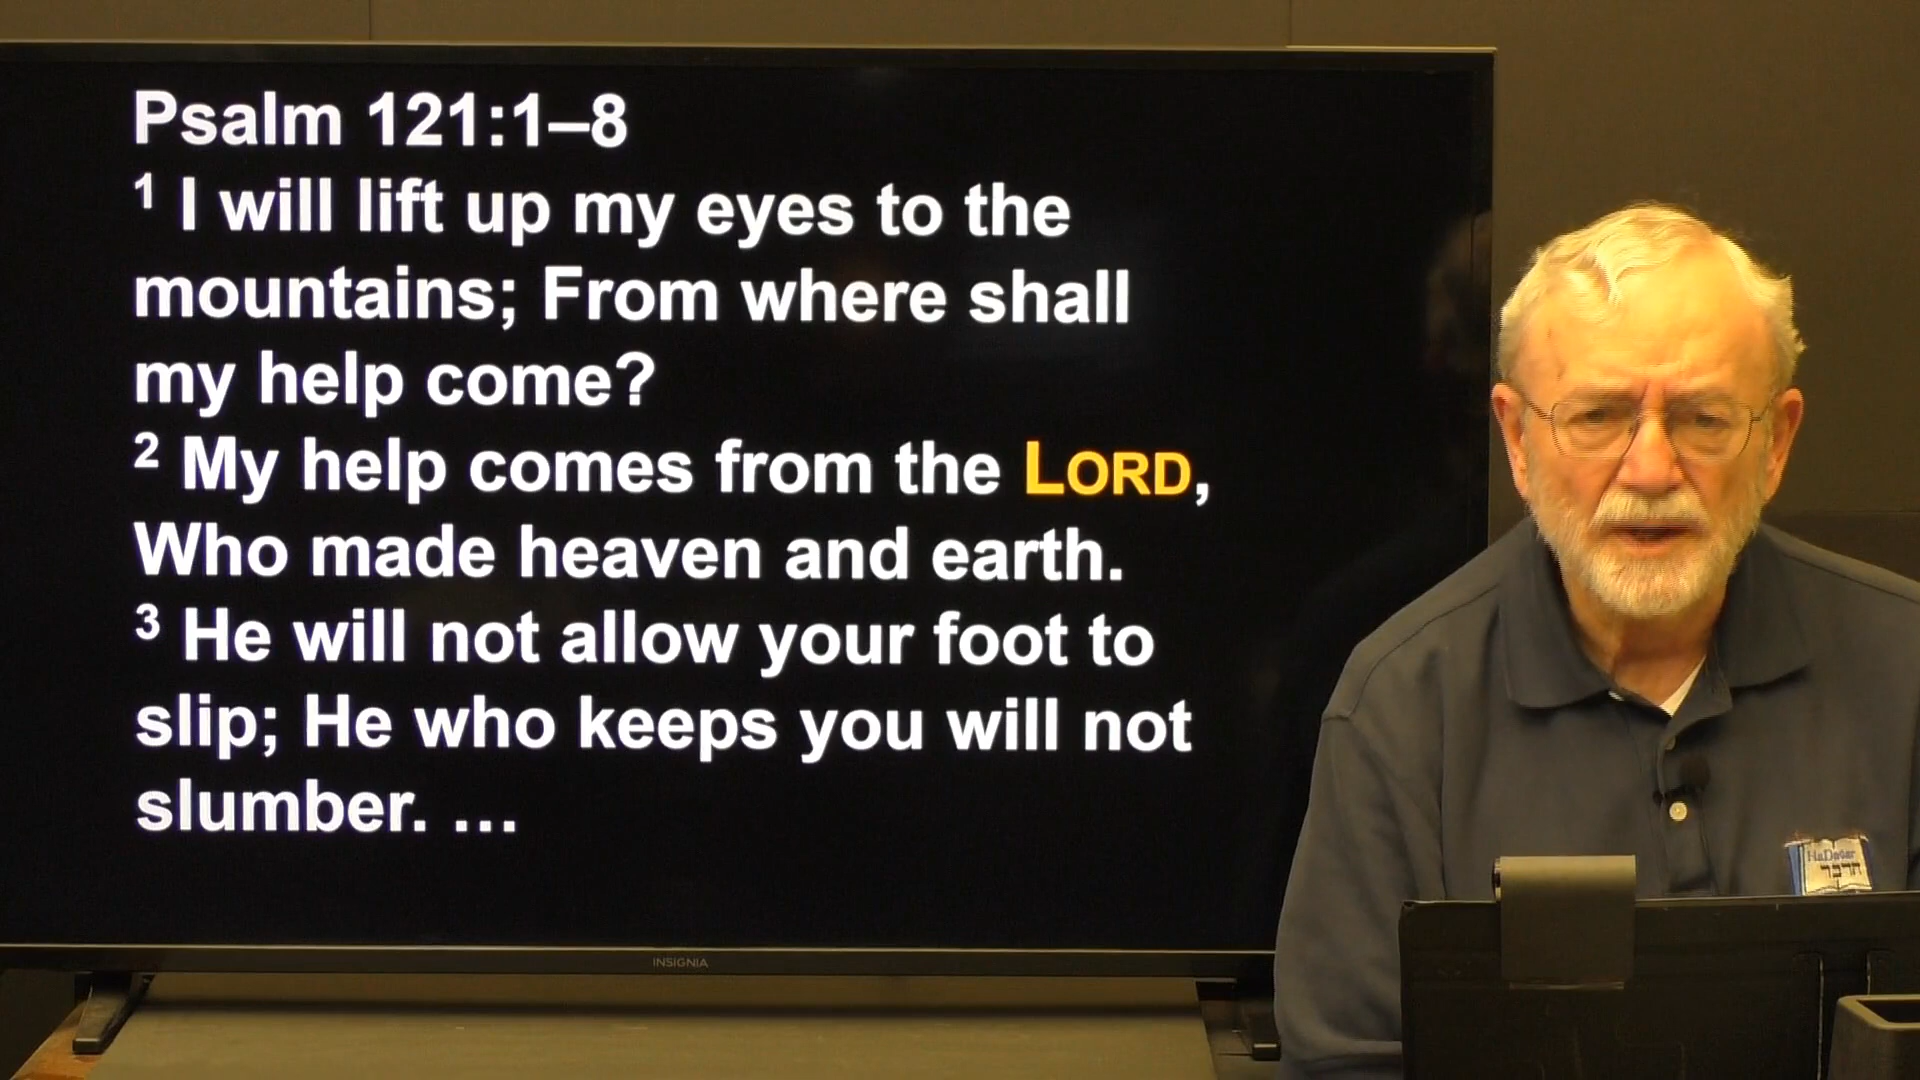 Psalm 121:1–8
¹ I will lift up my eyes to the
mountains; From where shall
my help come?
² My help comes from the LORD,
Who made heaven and earth.
³ He will not allow your foot to
slip; He who keeps you will not
slumber. …
INSIGNIA
HaDavar
הדבר